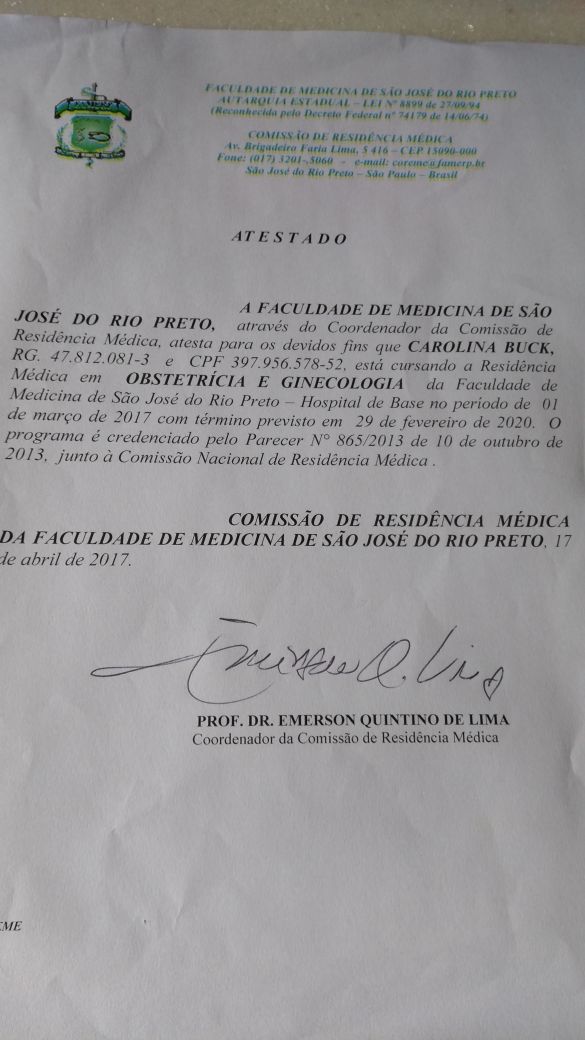 FACULDADE DE MEDICINA DE SÃO JOSÉ DO RIO PRETO
AUTARQUIA ESTADUAL – LEI Nº 8899 de 27/09/94
(Reconhecida pelo Decreto Federal nº 74179 de 14/06/74)
COMISSÃO DE RESIDÊNCIA MÉDICA
Av. Brigadeiro Faria Lima, 5 416 – CEP 15090-000
Fone: (017) 3201-.5060 - e-mail: coreme@famerp.br
São José do Rio Preto – São Paulo – Brasil
ATESTADO
A FACULDADE DE MEDICINA DE SÃO
JOSÉ DO RIO PRETO, através do Coordenador da Comissão de
Residência Médica, atesta para os devidos fins que CAROLINA BUCK,
RG. 47.812.081-3 e CPF 397.956.578-52, está cursando a Residência
Médica em OBSTETRÍCIA E GINECOLOGIA da Faculdade de
Medicina de São José do Rio Preto – Hospital de Base no período de 01
de março de 2017 com término previsto em 29 de fevereiro de 2020. O
programa é credenciado pelo Parecer N° 865/2013 de 10 de outubro de
2013, junto à Comissão Nacional de Residência Médica .
COMISSÃO DE RESIDÊNCIA MÉDICA
DA FACULDADE DE MEDICINA DE SÃO JOSÉ DO RIO PRETO, 17
de abril de 2017.
PROF. DR. EMERSON QUINTINO DE LIMA
Coordenador da Comissão de Residência Médica